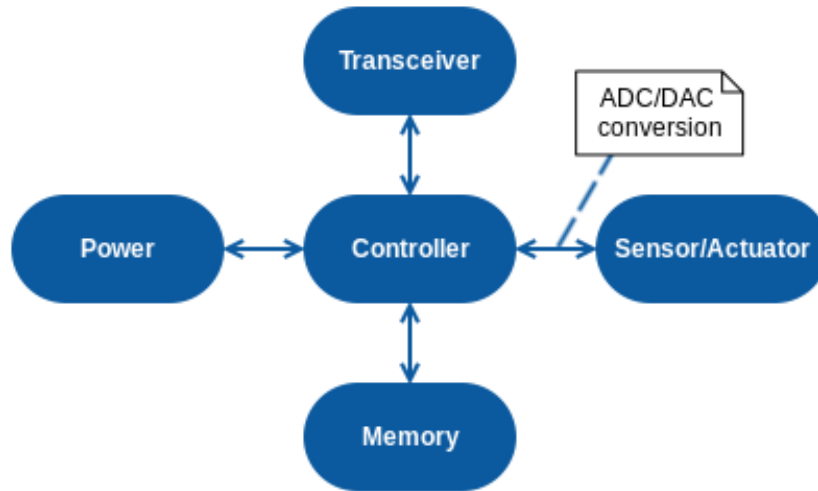 Transceiver
ADC/DAC
conversion
Power
Controller
Sensor/Actuator
Memory